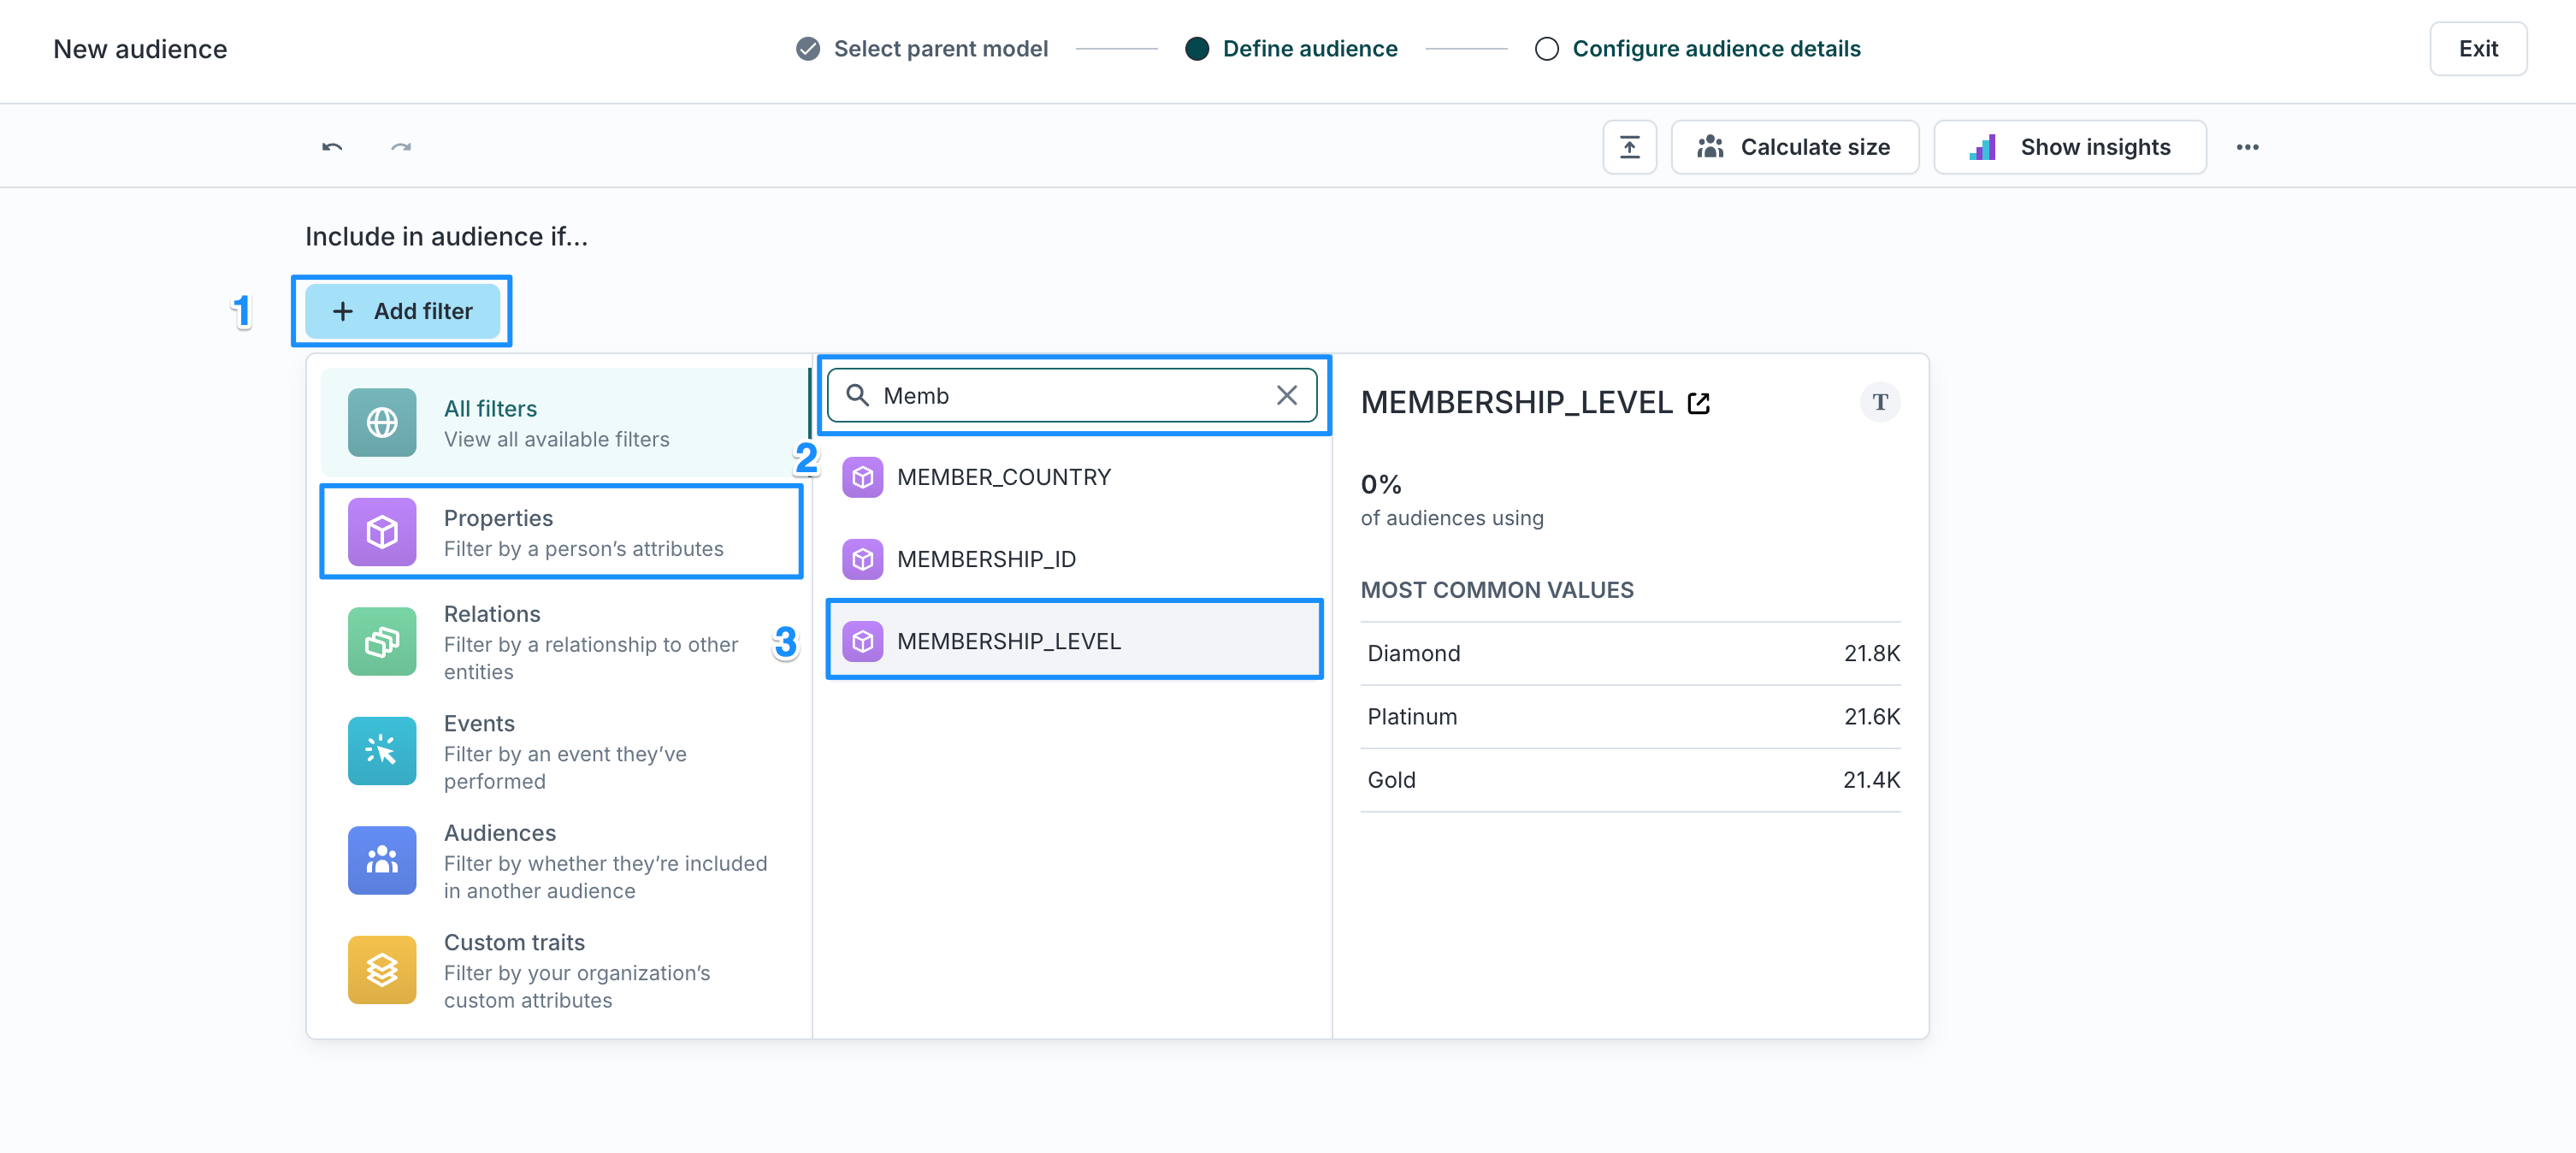 New audience
Select parent model
Define audience
Configure audience details
Exit
Calculate size
Show insights
Include in audience if...
1
Add filter
All filters
View all available filters
2
Properties
Filter by a person's attributes
Relations
Filter by a relationship to other
entities
Events
Filter by an event they've
performed
Audiences
Filter by whether they're included
in another audience
Custom traits
Filter by your organization's
custom attributes
Memb
MEMBER_COUNTRY
MEMBERSHIP_ID
3
MEMBERSHIP_LEVEL
MEMBERSHIP_LEVEL
T
0%
of audiences using
MOST COMMON VALUES
Diamond 21.8K
Platinum 21.6K
Gold 21.4K